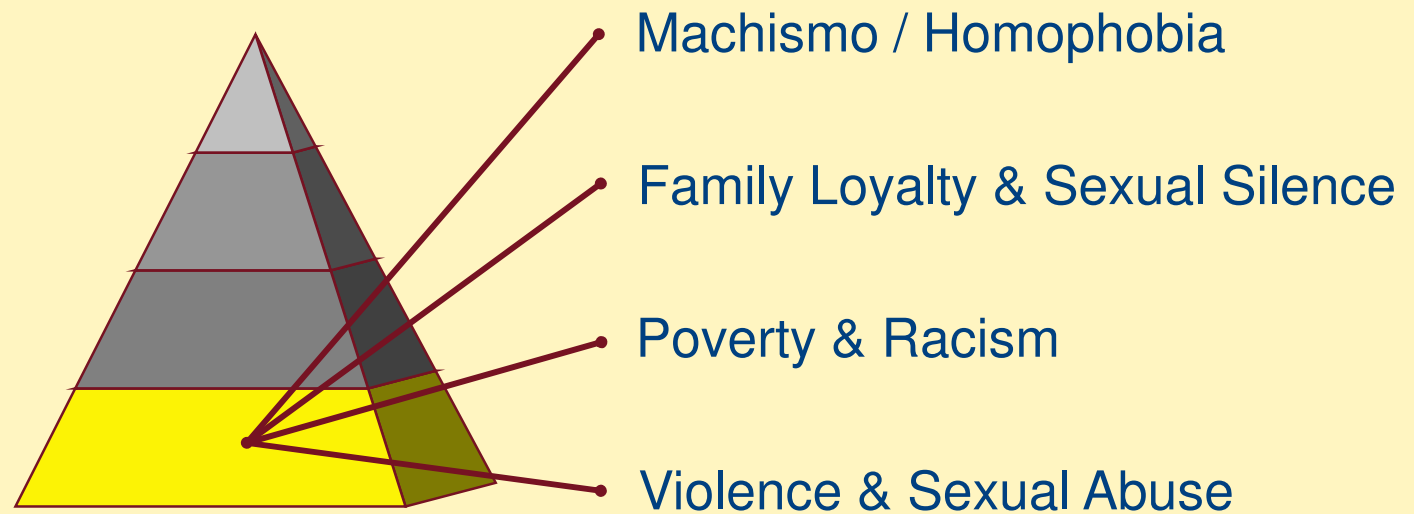 Machismo / Homophobia
Family Loyalty & Sexual Silence
Poverty & Racism
Violence & Sexual Abuse